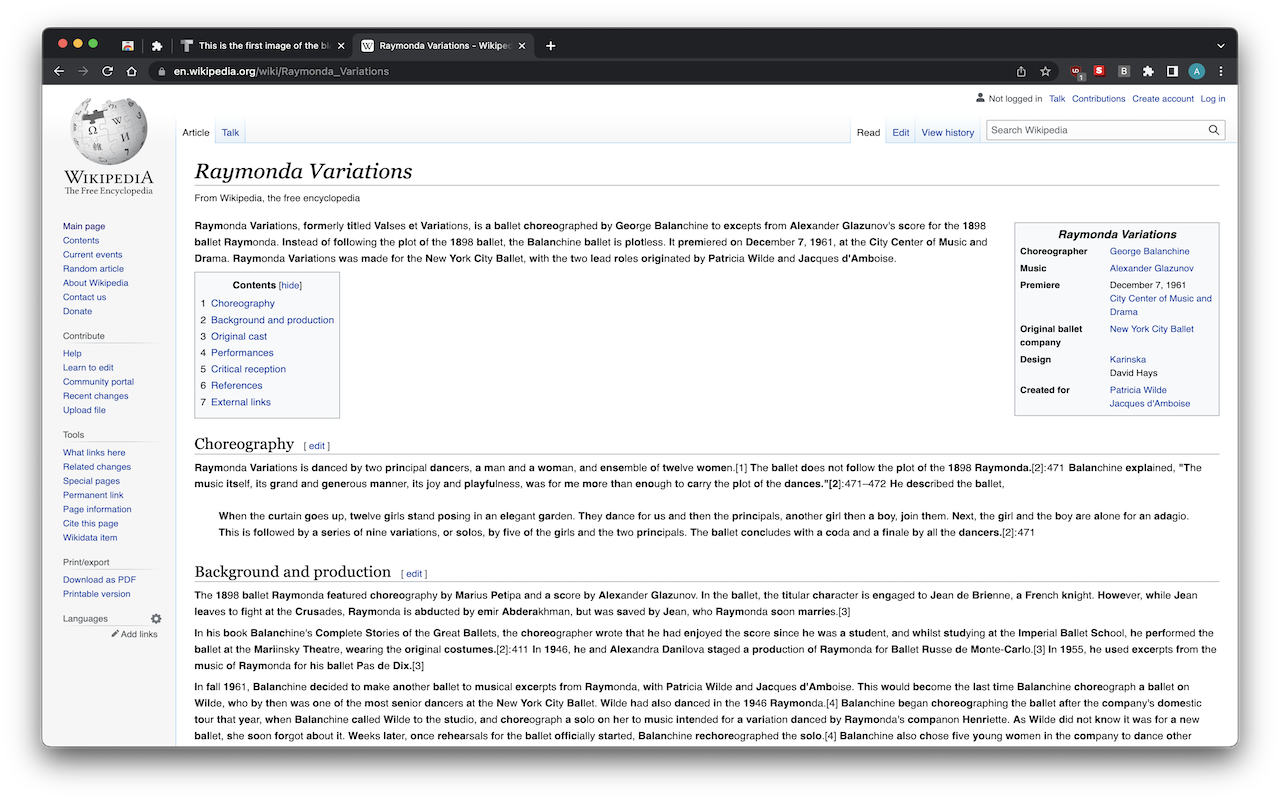 This is the first image of the bl
Raymonda Variations - Wikiped
en.wikipedia.org/wiki/Raymonda_Variations
UD
1
S
B
A
Not logged in Talk Contributions Create account Log in
Article Talk
Read Edit View history
Search Wikipedia
WIKIPEDIA
The Free Encyclopedia
Main page
Contents
Current events
Random article
About Wikipedia
Contact us
Donate
Contribute
Help
Learn to edit
Community portal
Recent changes
Upload file
Tools
What links here
Related changes
Special pages
Permanent link
Page information
Cite this page
Wikidata item
Print/export
Download as PDF
Printable version
Languages
Add links
Raymonda Variations
From Wikipedia, the free encyclopedia
Raymonda Variations, formerly titled Valses et Variations, is a ballet choreographed by George Balanchine to excepts from Alexander Glazunov's score for the 1898
ballet Raymonda. Instead of following the plot of the 1898 ballet, the Balanchine ballet is plotless. It premiered on December 7, 1961, at the City Center of Music and
Drama. Raymonda Variations was made for the New York City Ballet, with the two lead roles originated by Patricia Wilde and Jacques d'Amboise.
Raymonda Variations
Choreographer George Balanchine
Music Alexander Glazunov
Premiere December 7, 1961
City Center of Music and
Drama
Original ballet New York City Ballet
company
Design Karinska
David Hays
Created for Patricia Wilde
Jacques d'Amboise
Contents [hide]
1 Choreography
2 Background and production
3 Original cast
4 Performances
5 Critical reception
6 References
7 External links
Choreography [ edit ]
Raymonda Variations is danced by two principal dancers, a man and a woman, and ensemble of twelve women.[1] The ballet does not follow the plot of the 1898 Raymonda.[2]:471 Balanchine explained, "The
music itself, its grand and generous manner, its joy and playfulness, was for me more than enough to carry the plot of the dances."[2]:471–472 He described the ballet,
When the curtain goes up, twelve girls stand posing in an elegant garden. They dance for us and then the principals, another girl then a boy, join them. Next, the girl and the boy are alone for an adagio.
This is followed by a series of nine variations, or solos, by five of the girls and the two principals. The ballet concludes with a coda and a finale by all the dancers.[2]:471
Background and production [ edit ]
The 1898 ballet Raymonda featured choreography by Marius Petipa and a score by Alexander Glazunov. In the ballet, the titular character is engaged to Jean de Brienne, a French knight. However, while Jean
leaves to fight at the Crusades, Raymonda is abducted by emir Abderakhman, but was saved by Jean, who Raymonda soon marries.[3]
In his book Balanchine's Complete Stories of the Great Ballets, the choreographer wrote that he had enjoyed the score since he was a student, and whilst studying at the Imperial Ballet School, he performed the
ballet at the Mariinsky Theatre, wearing the original costumes.[2]:411 In 1946, he and Alexandra Danilova staged a production of Raymonda for Ballet Russe de Monte-Carlo.[3] In 1955, he used excerpts from the
music of Raymonda for his ballet Pas de Dix.[3]
In fall 1961, Balanchine decided to make another ballet to musical excerpts from Raymonda, with Patricia Wilde and Jacques d'Amboise. This would become the last time Balanchine choreograph a ballet on
Wilde, who by then was one of the most senior dancers at the New York City Ballet. Wilde had also danced in the 1946 Raymonda.[4] Balanchine began choreographing the ballet after the company's domestic
tour that year, when Balanchine called Wilde to the studio, and choreograph a solo on her to music intended for a variation danced by Raymonda's companon Henriette. As Wilde did not know it was for a new
ballet, she soon forgot about it. Weeks later, once rehearsals for the ballet officially started, Balanchine rechoreographed the solo.[4] Balanchine also chose five young women in the company to dance other